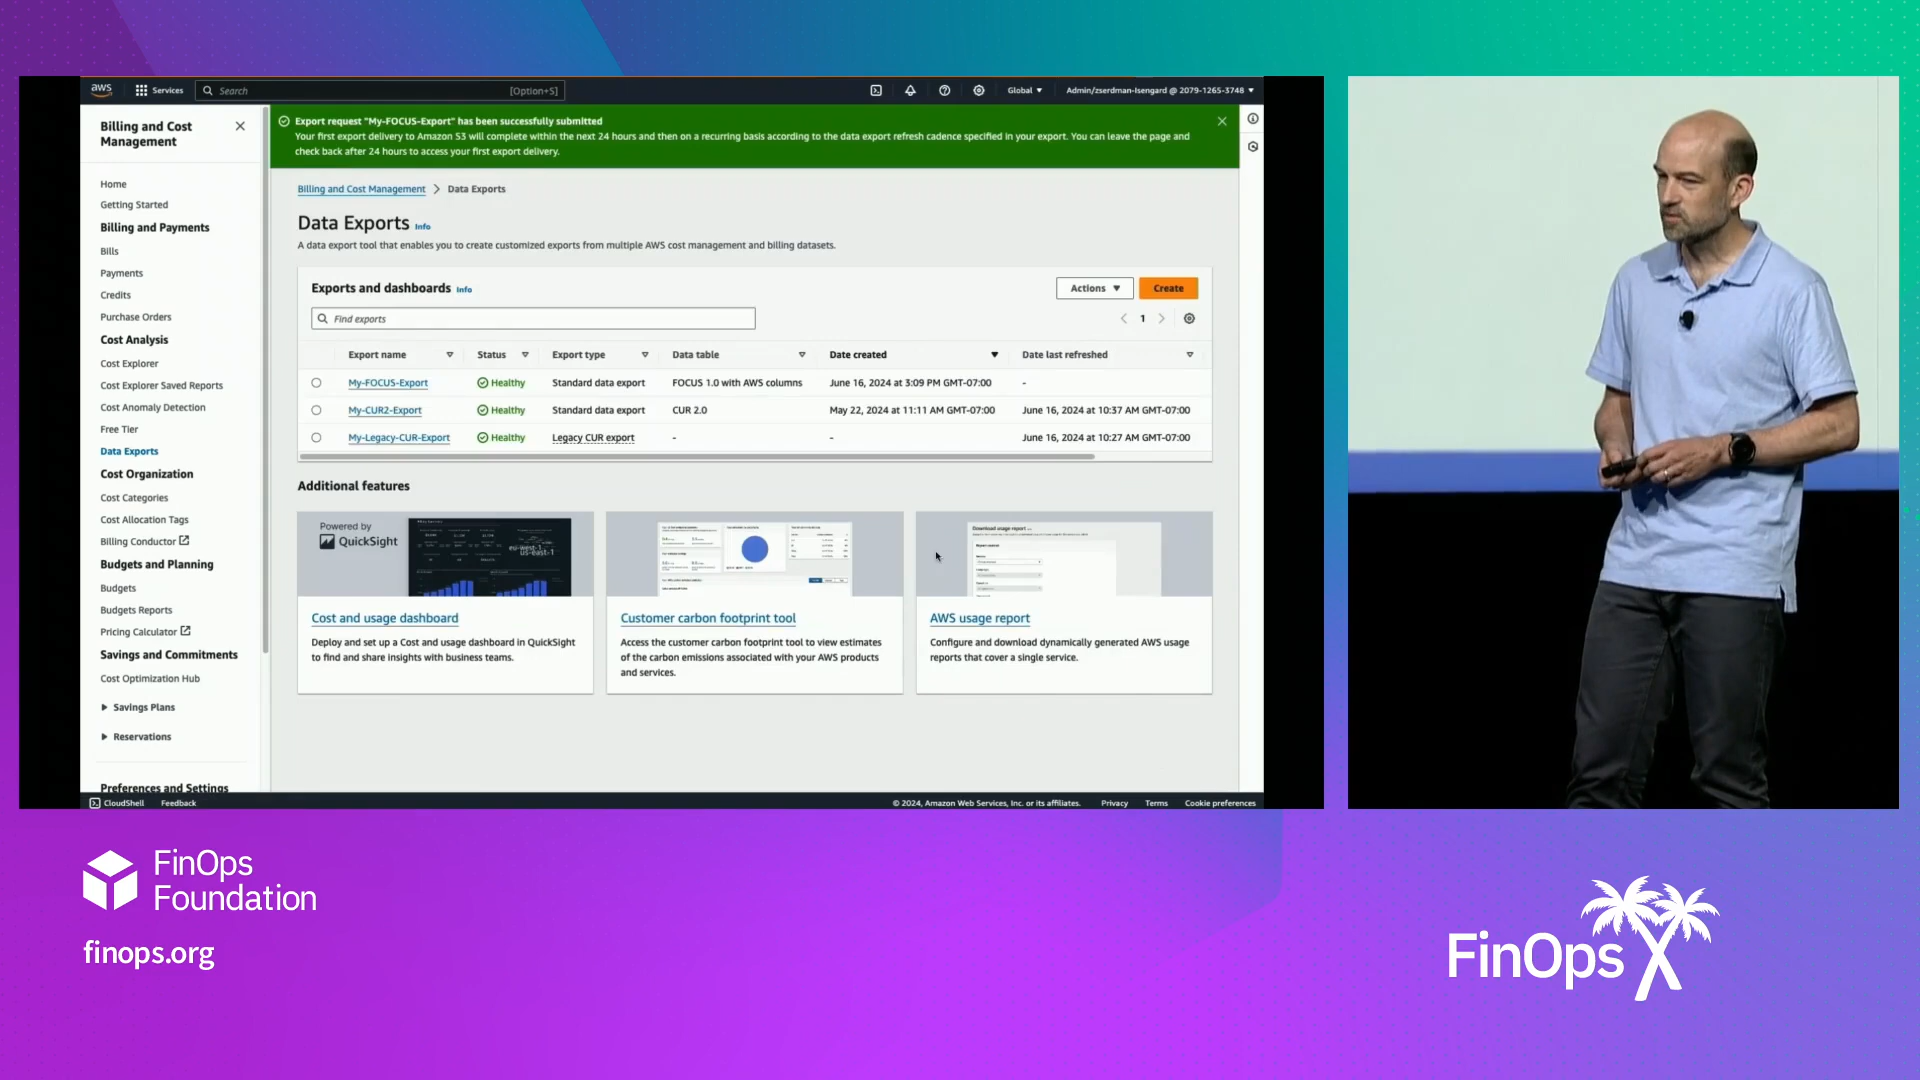 aws
Services
Search
[Option+S]
Global
Admin/zserdman-Isengard @ 2079-1265-3748
Billing and Cost
Management
Home
Getting Started
Billing and Payments
Bills
Payments
Credits
Purchase Orders
Cost Analysis
Cost Explorer
Cost Explorer Saved Reports
Cost Anomaly Detection
Free Tier
Data Exports
Cost Organization
Cost Categories
Cost Allocation Tags
Billing Conductor
Budgets and Planning
Budgets
Budgets Reports
Pricing Calculator
Savings and Commitments
Cost Optimization Hub
Savings Plans
Reservations
Preferences and Settings
Export request "My-FOCUS-Export" has been successfully submitted
Your first export delivery to Amazon S3 will complete within the next 24 hours and then on a recurring basis according to the data export refresh cadence specified in your export. You can leave the page and
check back after 24 hours to access your first export delivery.
Billing and Cost Management > Data Exports
Data Exports Info
A data export tool that enables you to create customized exports from multiple AWS cost management and billing datasets.
Exports and dashboards Info
Actions
Create
Find exports
1
Export name Status Export type Data table Date created Date last refreshed
My-FOCUS-Export Healthy Standard data export FOCUS 1.0 with AWS columns June 16, 2024 at 3:09 PM GMT-07:00 -
My-CUR2-Export Healthy Standard data export CUR 2.0 May 22, 2024 at 11:11 AM GMT-07:00 June 16, 2024 at 10:37 AM GMT-07:00
My-Legacy-CUR-Export Healthy Legacy CUR export - - June 16, 2024 at 10:27 AM GMT-07:00
Additional features
Powered by
QuickSight
eu-west-1
us-east-1
Cost and usage dashboard
Deploy and set up a Cost and usage dashboard in QuickSight
to find and share insights with business teams.
Customer carbon footprint tool
Access the customer carbon footprint tool to view estimates
of the carbon emissions associated with your AWS products
and services.
Download usage report
AWS usage report
Configure and download dynamically generated AWS usage
reports that cover a single service.
CloudShell
Feedback
© 2024, Amazon Web Services, Inc. or its affiliates.
Privacy
Terms
Cookie preferences
FinOps
Foundation
finops.org
FinOps X